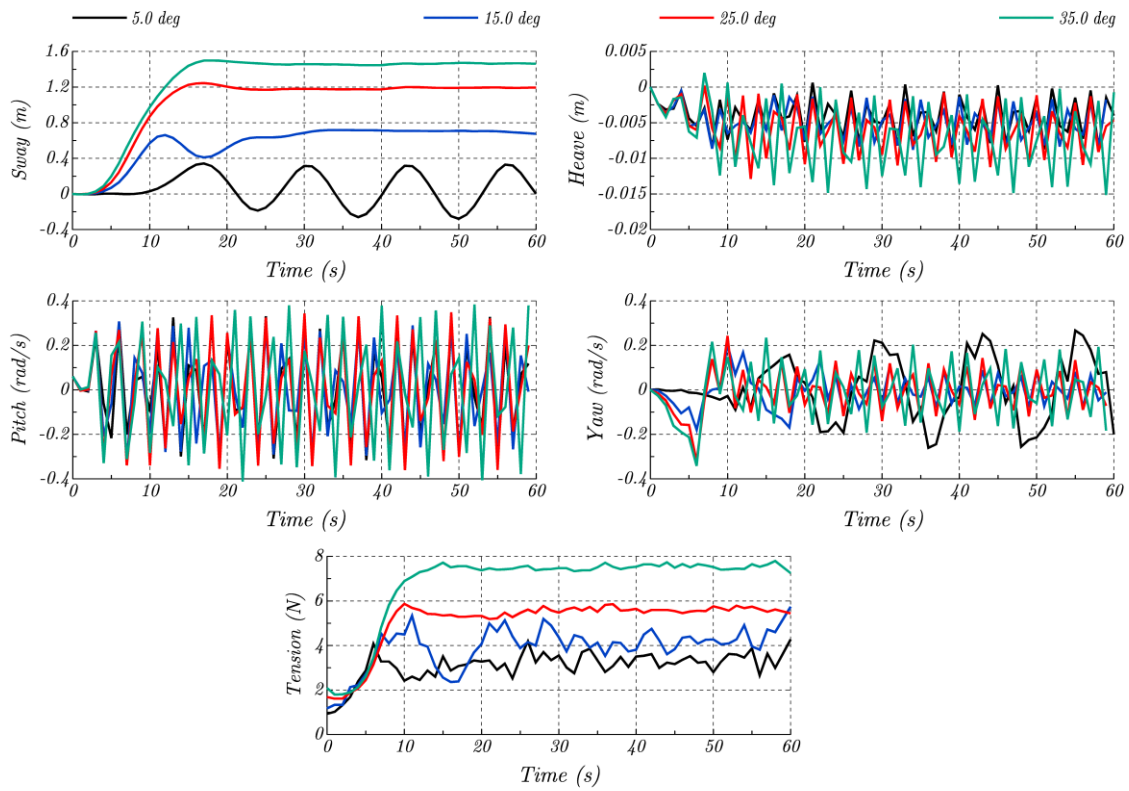 5.0 deg 15.0 deg 25.0 deg 35.0 deg
Sway (m)
1.6
1.2
0.8
0.4
0
-0.4
0 10 20 30 40 50 60
Time (s)
Heave (m)
0.005
0
-0.005
-0.01
-0.015
-0.02
0 10 20 30 40 50 60
Time (s)
Pitch (rad/s)
0.4
0.2
0
-0.2
-0.4
0 10 20 30 40 50 60
Time (s)
Yaw (rad/s)
0.4
0.2
0
-0.2
-0.4
0 10 20 30 40 50 60
Time (s)
Tension (N)
8
6
4
2
0
0 10 20 30 40 50 60
Time (s)